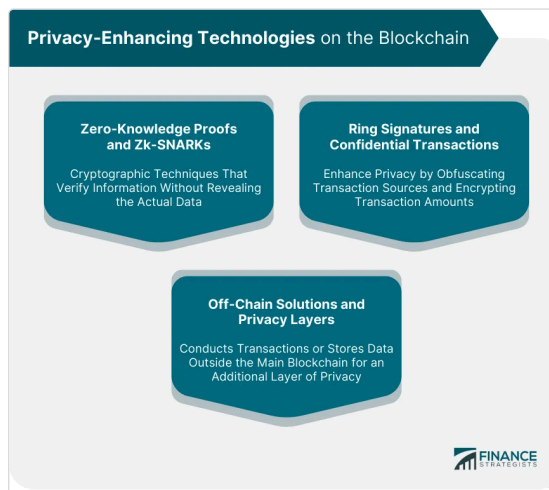 Privacy-Enhancing Technologies on the Blockchain
Zero-Knowledge Proofs
and Zk-SNARKs
Cryptographic Techniques That
Verify Information Without Revealing
the Actual Data
Ring Signatures and
Confidential Transactions
Enhance Privacy by Obfuscating
Transaction Sources and Encrypting
Transaction Amounts
Off-Chain Solutions and
Privacy Layers
Conducts Transactions or Stores Data
Outside the Main Blockchain for an
Additional Layer of Privacy
FINANCE
STRATEGISTS